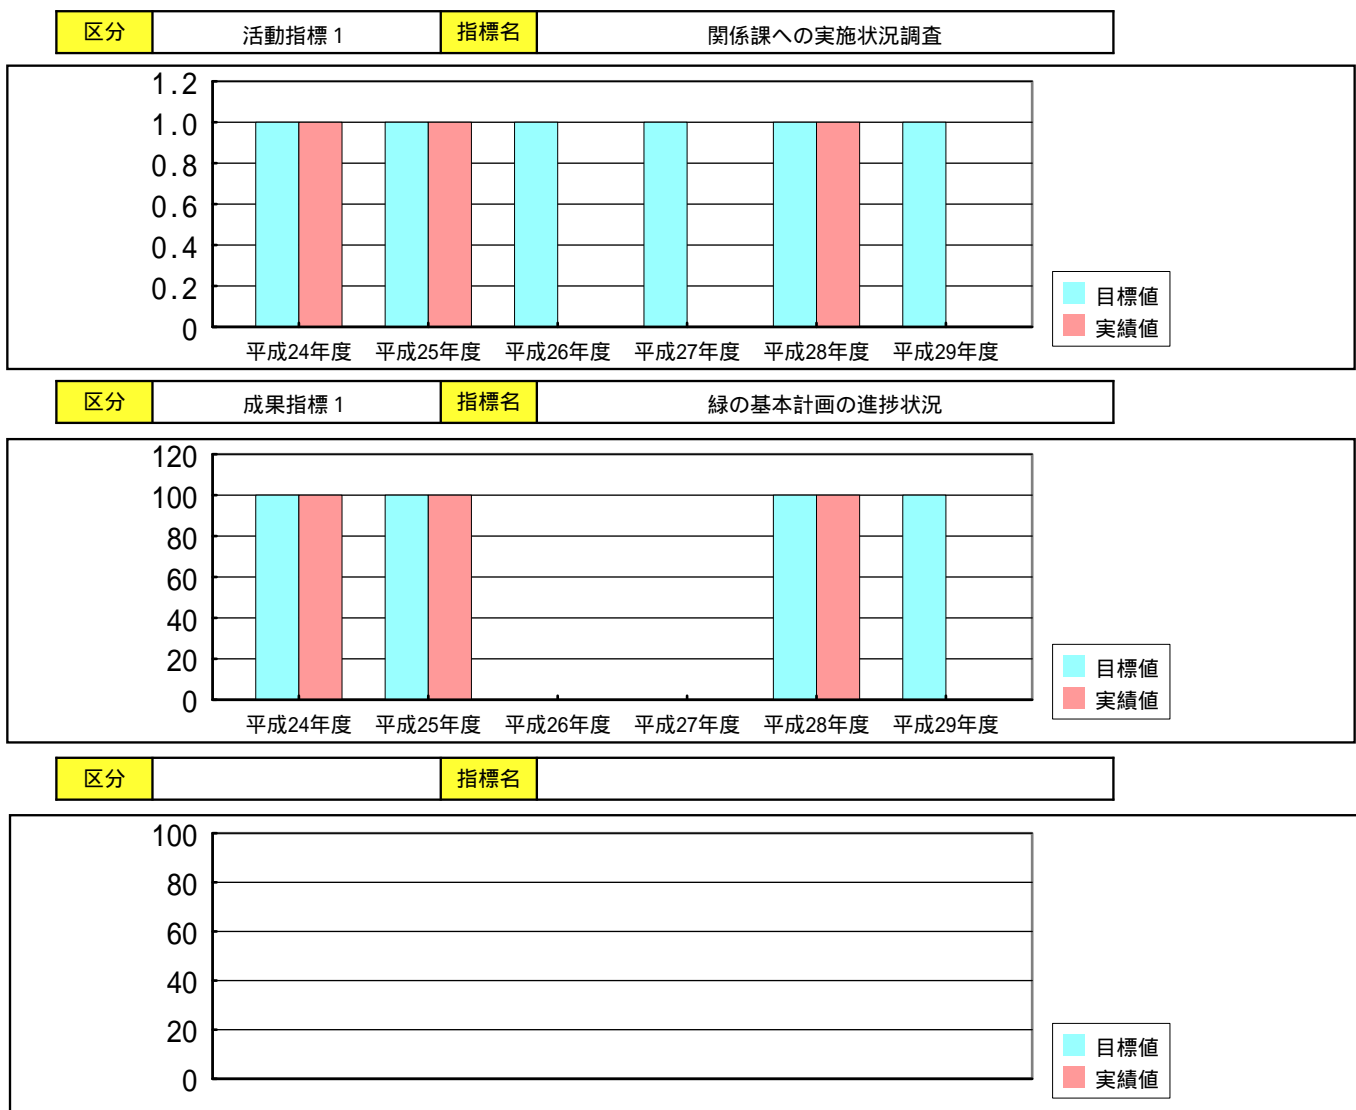 区分 活動指標1 指標名 関係課への実施状況調査
1.2
1.0
0.8
0.6
0.4
0.2
0
平成24年度 平成25年度 平成26年度 平成27年度 平成28年度 平成29年度
目標値
実績値
区分 成果指標1 指標名 緑の基本計画の進捗状況
120
100
80
60
40
20
0
平成24年度 平成25年度 平成26年度 平成27年度 平成28年度 平成29年度
目標値
実績値
区分 指標名
100
80
60
40
20
0
目標値
実績値